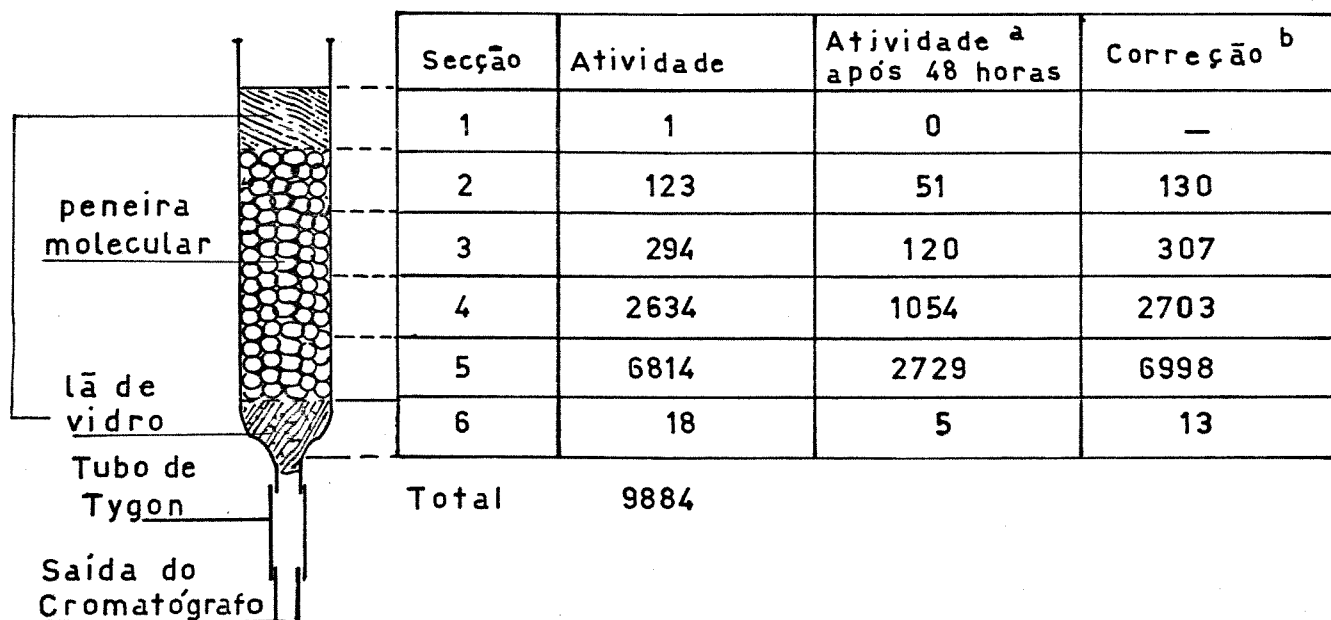 Secção Atividade Atividade a após 48 horas Correção b
1 1 0 —
2 123 51 130
3 294 120 307
4 2634 1054 2703
5 6814 2729 6998
6 18 5 13
Total 9884
peneira
molecular
lã de
vidro
Tubo de
Tygon
Saída do
Cromatógrafo